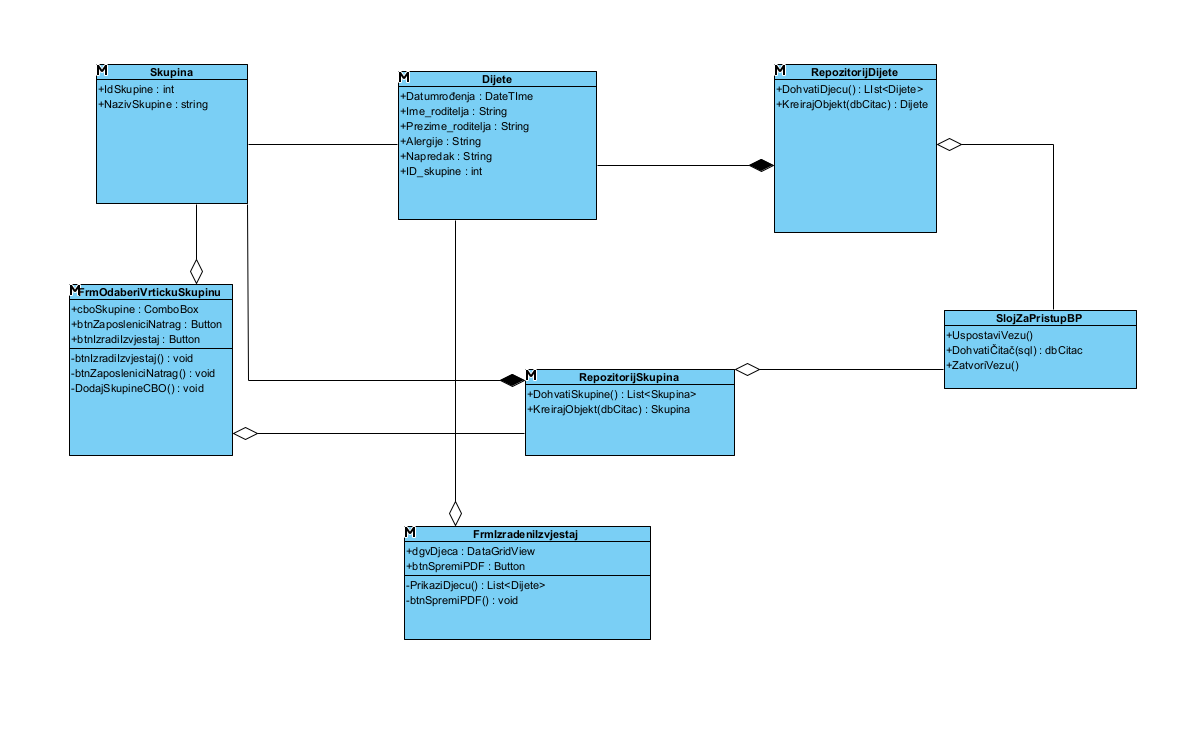 Skupina
+IdSkupine : int
+NazivSkupine : string
Dijete
+Datumrođenja : DateTIme
+Ime_roditelja : String
+Prezime_roditelja : String
+Alergije : String
+Napredak : String
+ID_skupine : int
RepozitorijDijete
+DohvatiDjecu() : LIst<Dijete>
+KreirajObjekt(dbCitac) : Dijete
FrmOdaberiVrtickuSkupinu
+cboSkupine : ComboBox
+btnZaposleniciNatrag : Button
+btnIzradiIzvjestaj : Button
-btnIzradiIzvjestaj() : void
-btnZaposleniciNatrag() : void
-DodajSkupineCBO() : void
SlojZaPristupBP
+UspostaviVezu()
+DohvatiČitač(sql) : dbCitac
+ZatvoriVezu()
RepozitorijSkupina
+DohvatiSkupine() : List<Skupina>
+KreirajObjekt(dbCitac) : Skupina
FrmIzradeniIzvjestaj
+dgvDjeca : DataGridView
+btnSpremiPDF : Button
-PrikaziDjecu() : List<Dijete>
-btnSpremiPDF() : void